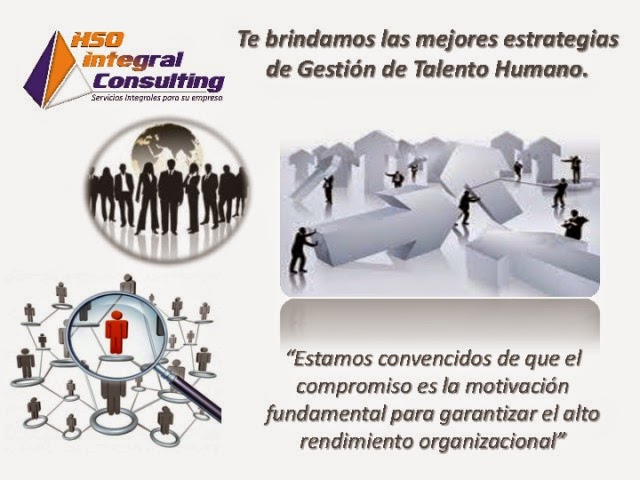 HSO
integral
Consulting
Servicios Integrales para su empresa
Te brindamos las mejores estrategias
de Gestión de Talento Humano.
“Estamos convencidos de que el
compromiso es la motivación
fundamental para garantizar el alto
rendimiento organizacional”